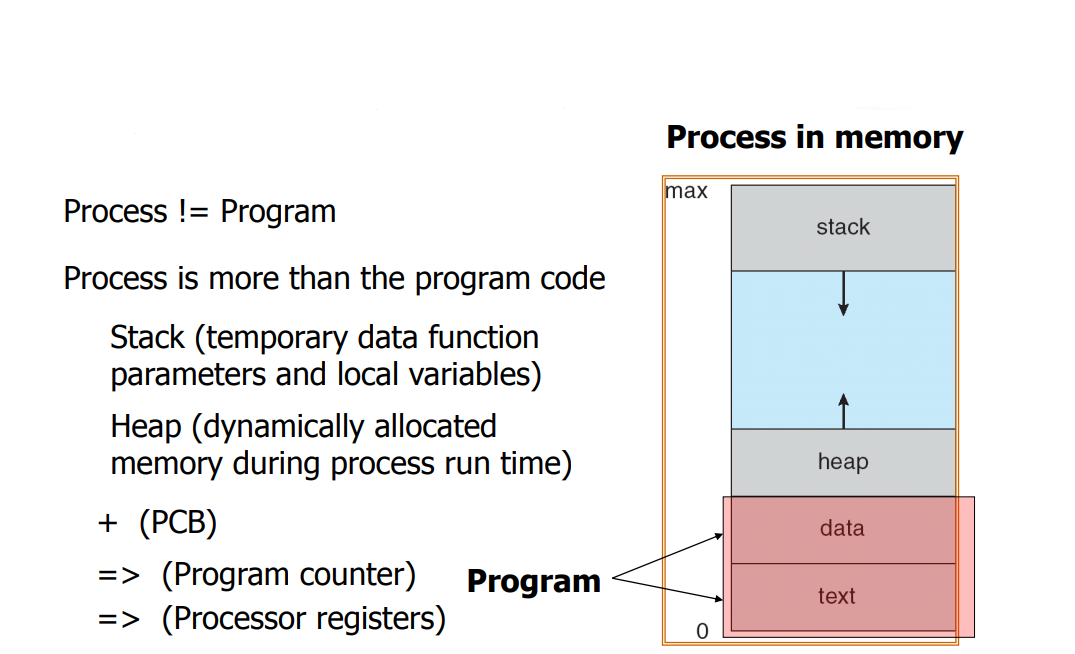 Process in memory
Process != Program
Process is more than the program code
Stack (temporary data function
parameters and local variables)
Heap (dynamically allocated
memory during process run time)
+ (PCB)
=> (Program counter)
=> (Processor registers)
Program
max
stack
heap
data
text
0